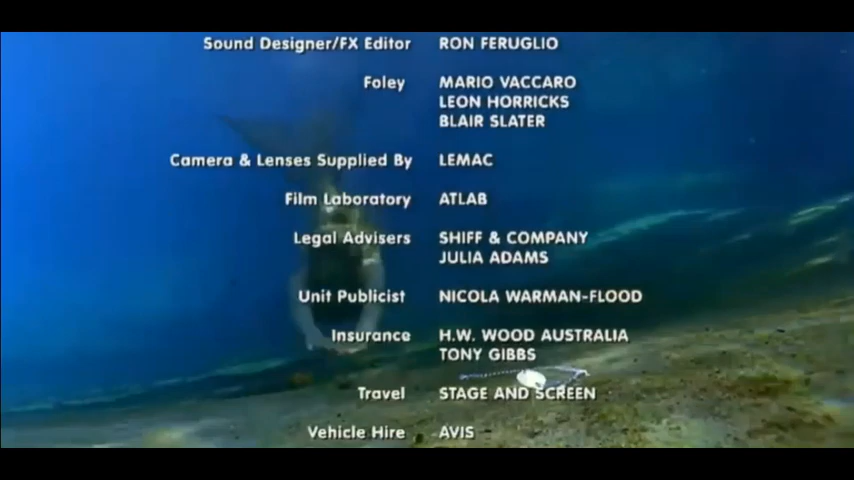 Sound Designer/FX Editor RON FERUGLIO
Foley MARIO VACCARO
LEON HORRICKS
BLAIR SLATER
Camera & Lenses Supplied By LEMAC
Film Laboratory ATLAB
Legal Advisers SHIFF & COMPANY
JULIA ADAMS
Unit Publicist NICOLA WARMAN-FLOOD
Insurance H.W. WOOD AUSTRALIA
TONY GIBBS
Travel STAGE AND SCREEN
Vehicle Hire AVIS